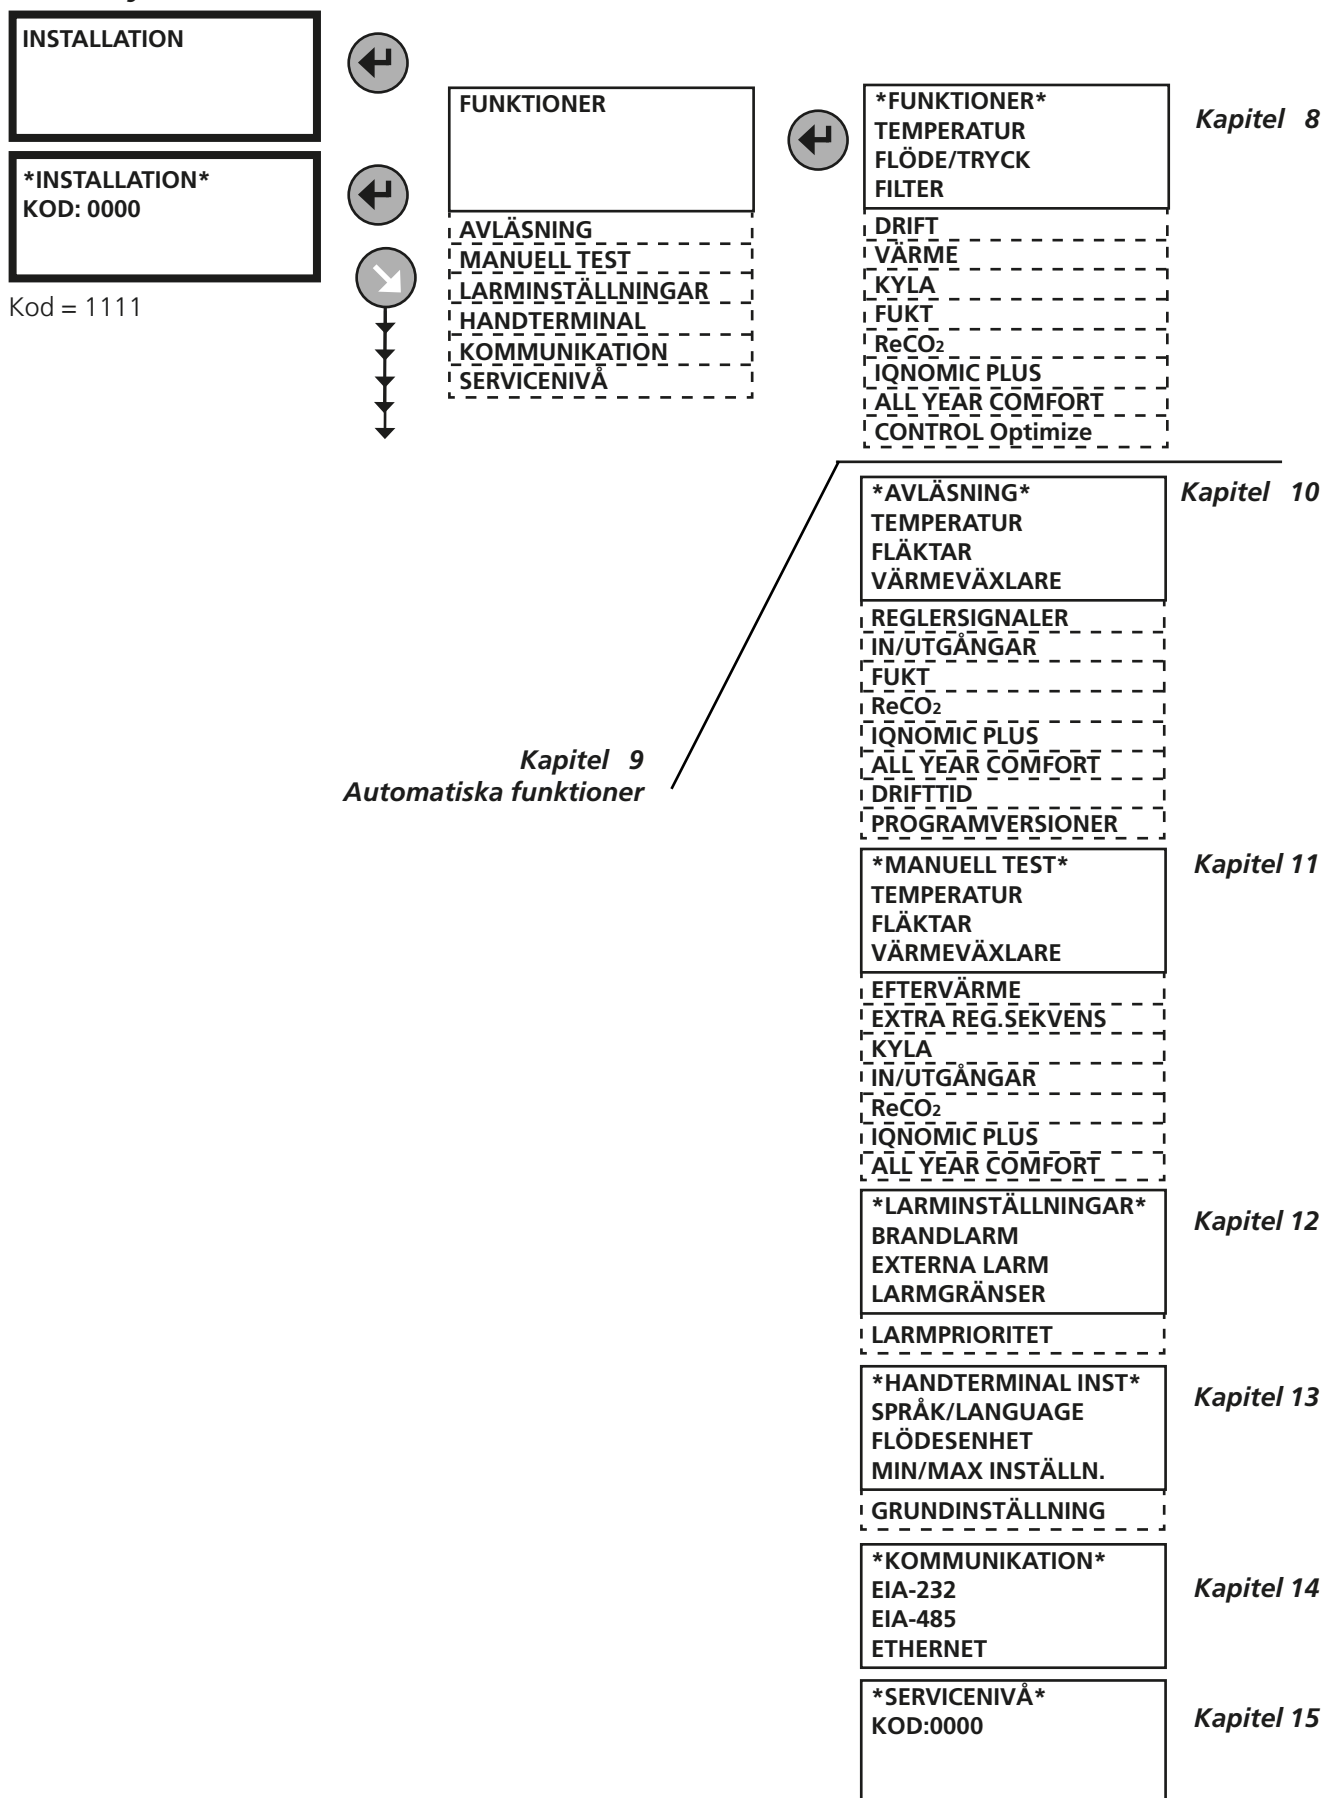 INSTALLATION
*INSTALLATION*
KOD: 0000
Kod = 1111
FUNKTIONER
AVLÄSNING
MANUELL TEST
LARMINSTÄLLNINGAR
HANDTERMINAL
KOMMUNIKATION
SERVICENIVÅ
*FUNKTIONER*
TEMPERATUR
FLÖDE/TRYCK
FILTER
DRIFT
VÄRME
KYLA
FUKT
ReCO2
IQNOMIC PLUS
ALL YEAR COMFORT
CONTROL Optimize
Kapitel 8
Kapitel 9
Automatiska funktioner
*AVLÄSNING*
TEMPERATUR
FLÄKTAR
VÄRMEVÄXLARE
REGLERSIGNALER
IN/UTGÅNGAR
FUKT
ReCO2
IQNOMIC PLUS
ALL YEAR COMFORT
DRIFTTID
PROGRAMVERSIONER
Kapitel 10
*MANUELL TEST*
TEMPERATUR
FLÄKTAR
VÄRMEVÄXLARE
EFTERVÄRME
EXTRA REG.SEKVENS
KYLA
IN/UTGÅNGAR
ReCO2
IQNOMIC PLUS
ALL YEAR COMFORT
Kapitel 11
*LARMINSTÄLLNINGAR*
BRANDLARM
EXTERNA LARM
LARMGRÄNSER
LARMPRIORITET
Kapitel 12
*HANDTERMINAL INST*
SPRÅK/LANGUAGE
FLÖDESENHET
MIN/MAX INSTÄLLN.
GRUNDINSTÄLLNING
Kapitel 13
*KOMMUNIKATION*
EIA-232
EIA-485
ETHERNET
Kapitel 14
*SERVICENIVÅ*
KOD:0000
Kapitel 15